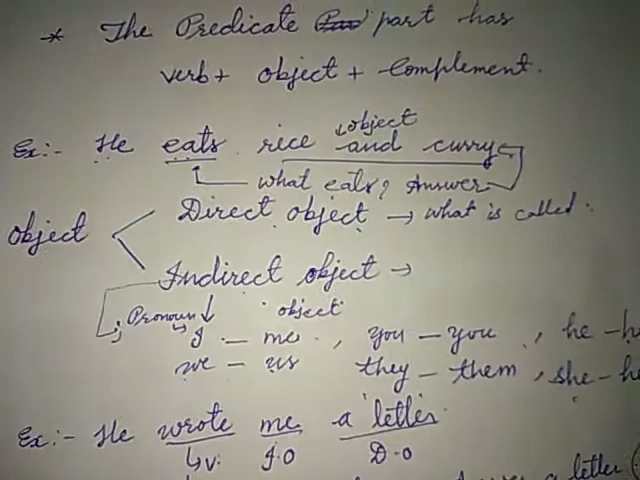 * The Predicate part has
verb + object + Complement.
Ex:- He eats rice and curry
object
what eats? Answer
Direct object → what is called.
object
Indirect object →
Pronoun object
I - me, you - you, he -
we - us they - them, she -
Ex:- He wrote me a letter
V. I.O D.O
a letter